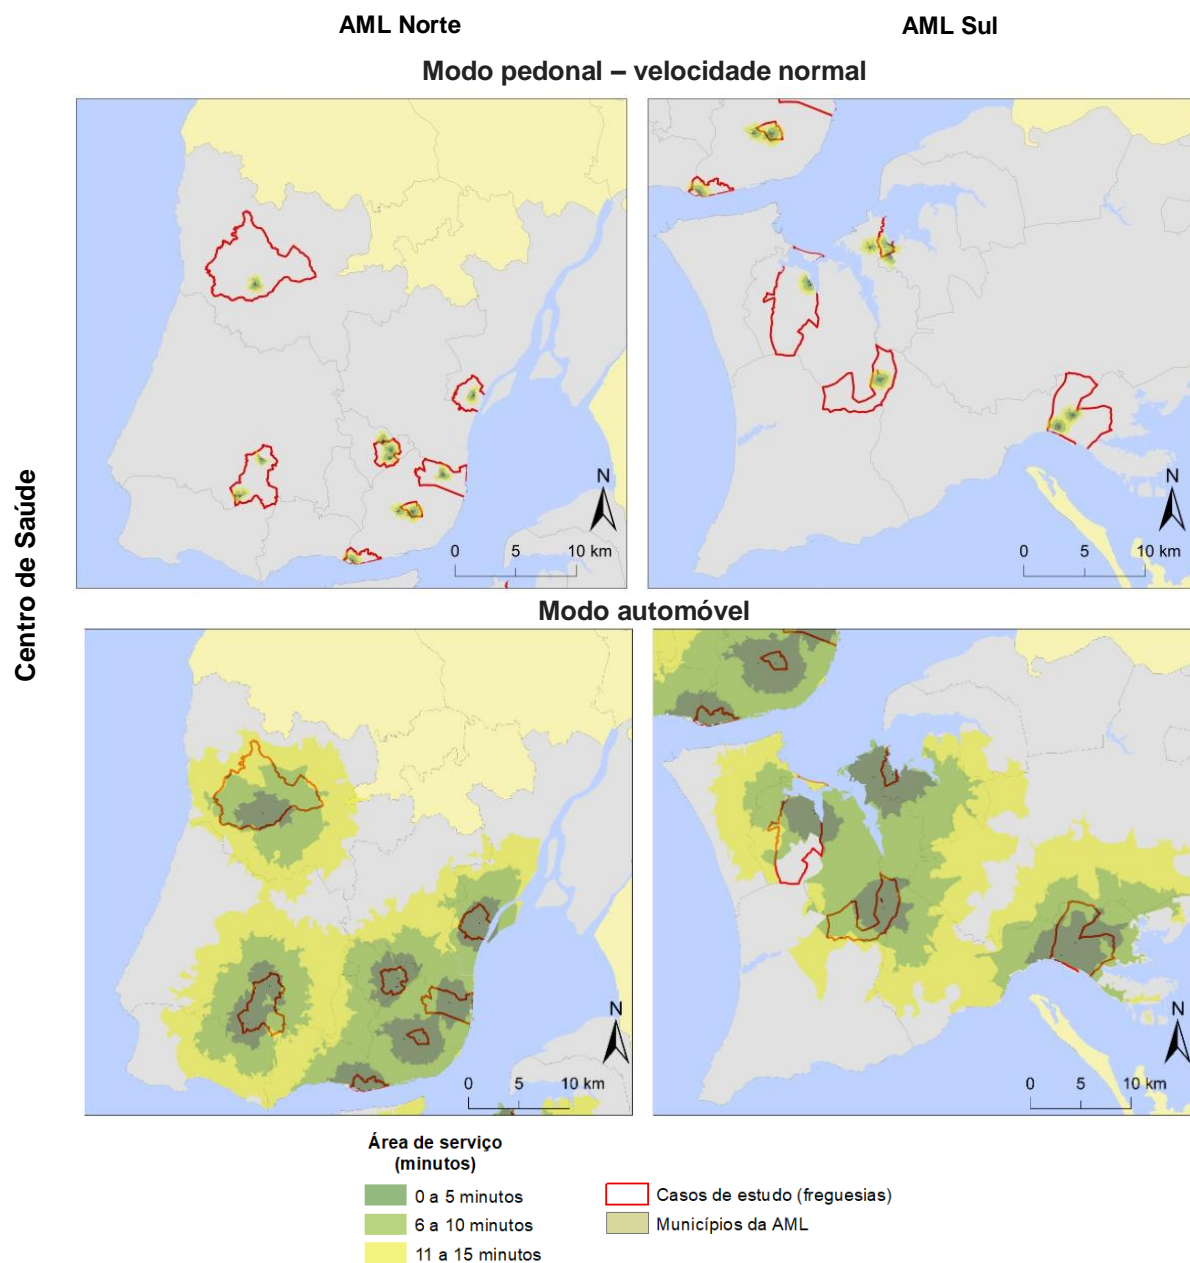 AML Norte
AML Sul
Modo pedonal – velocidade normal
N
0 5 10 km
N
0 5 10 km
Centro de Saúde
Modo automóvel
N
0 5 10 km
N
0 5 10 km
Área de serviço
(minutos)
0 a 5 minutos
6 a 10 minutos
11 a 15 minutos
Casos de estudo (freguesias)
Municípios da AML